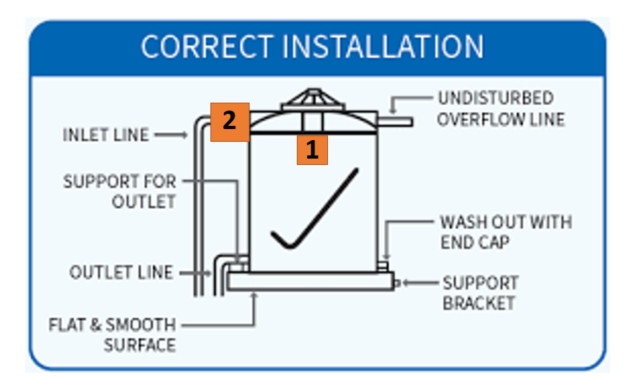 CORRECT INSTALLATION
UNDISTURBED
OVERFLOW LINE
2
INLET LINE
1
SUPPORT FOR
OUTLET
WASH OUT WITH
END CAP
OUTLET LINE
SUPPORT
BRACKET
FLAT & SMOOTH
SURFACE